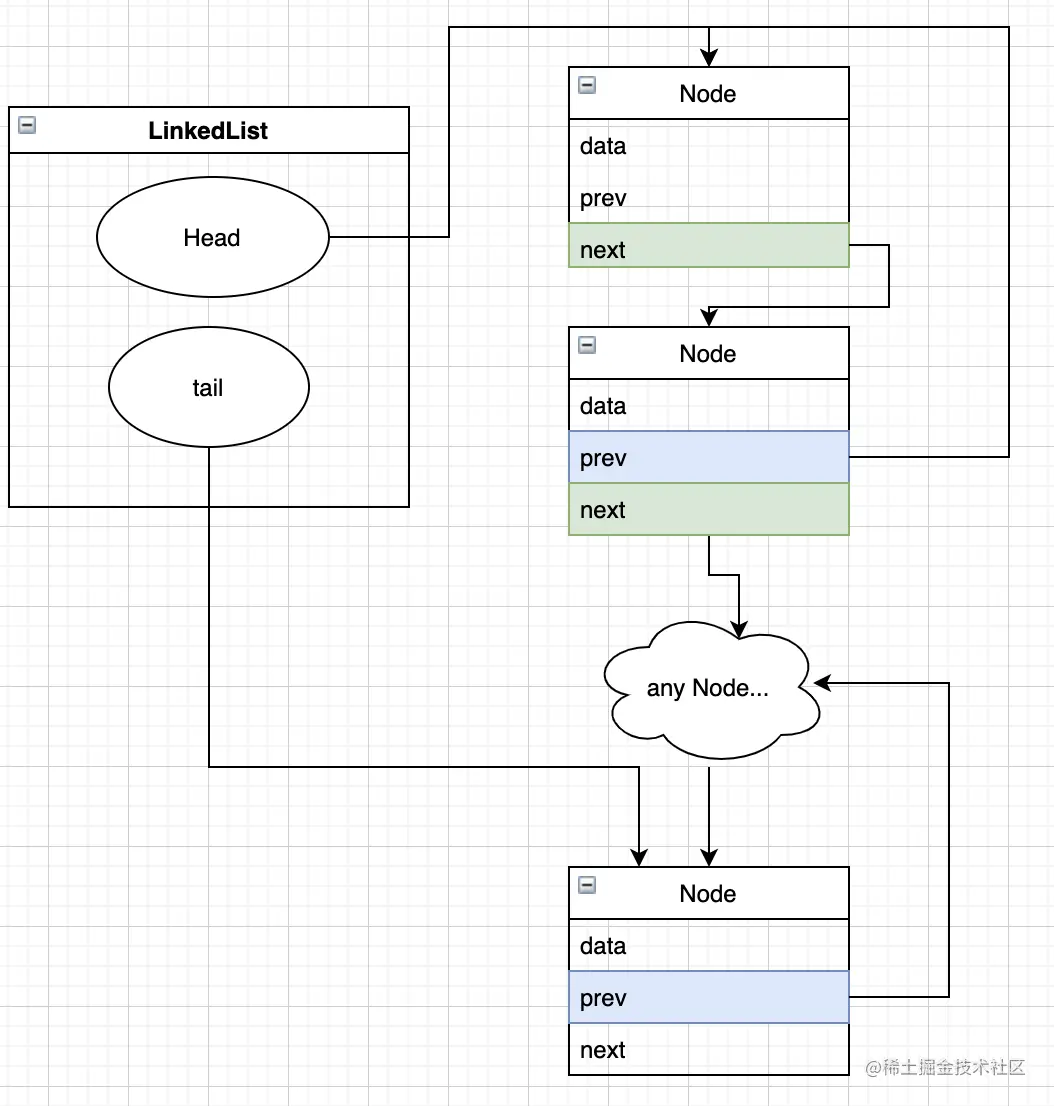 LinkedList
Head
tail
Node
data
prev
next
Node
data
prev
next
any Node...
Node
data
prev
next
@稀土掘金技术社区